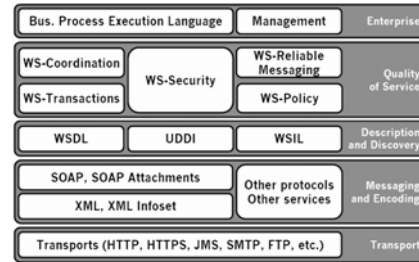 Bus. Process Execution Language
Management
Enterprise
WS-Coordination
WS-Transactions
WS-Security
WS-Reliable
Messaging
WS-Policy
Quality
of Service
WSDL
UDDI
WSIL
Description
and Discovery
SOAP, SOAP Attachments
XML, XML Infoset
Other protocols
Other services
Messaging
and Encoding
Transports (HTTP, HTTPS, JMS, SMTP, FTP, etc.)
Transport